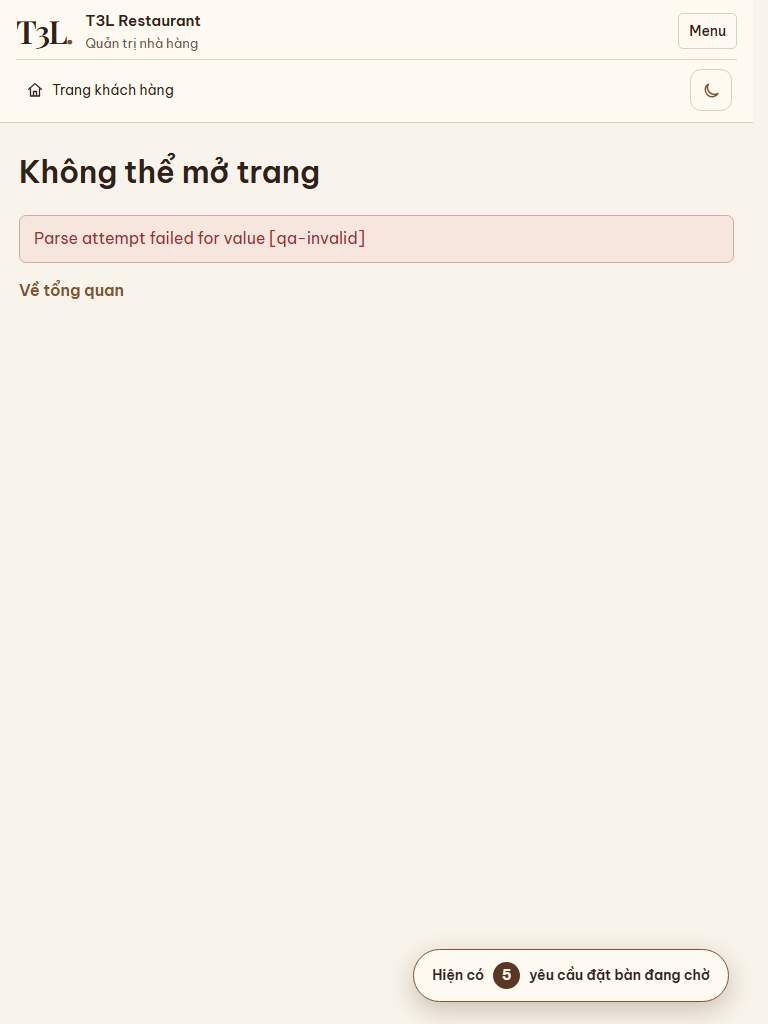 T3L.
T3L Restaurant
Quản trị nhà hàng
Menu
Trang khách hàng
Không thể mở trang
Parse attempt failed for value [qa-invalid]
Về tổng quan
Hiện có 5 yêu cầu đặt bàn đang chờ